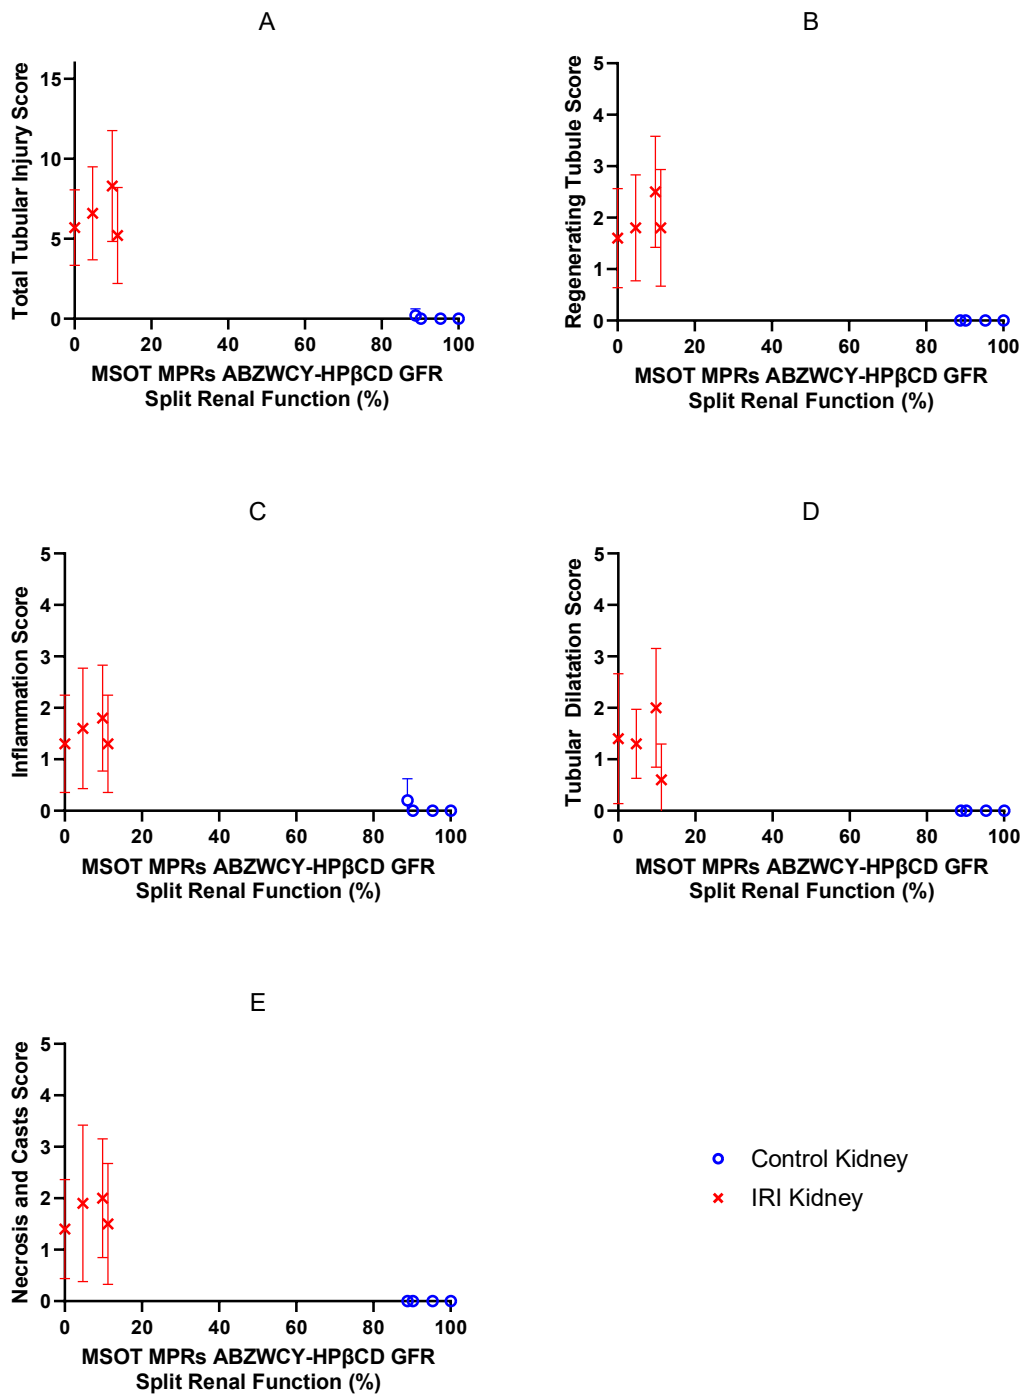 A
Total Tubular Injury Score
15
10
5
0
0 20 40 60 80 100
MSOT MPRs ABZWCY-HPβCD GFR
Split Renal Function (%)
B
Regenerating Tubule Score
5
4
3
2
1
0
0 20 40 60 80 100
MSOT MPRs ABZWCY-HPβCD GFR
Split Renal Function (%)
C
Inflammation Score
5
4
3
2
1
0
0 20 40 60 80 100
MSOT MPRs ABZWCY-HPβCD GFR
Split Renal Function (%)
D
Tubular Dilatation Score
5
4
3
2
1
0
0 20 40 60 80 100
MSOT MPRs ABZWCY-HPβCD GFR
Split Renal Function (%)
E
Necrosis and Casts Score
5
4
3
2
1
0
0 20 40 60 80 100
MSOT MPRs ABZWCY-HPβCD GFR
Split Renal Function (%)
Control Kidney
IRI Kidney